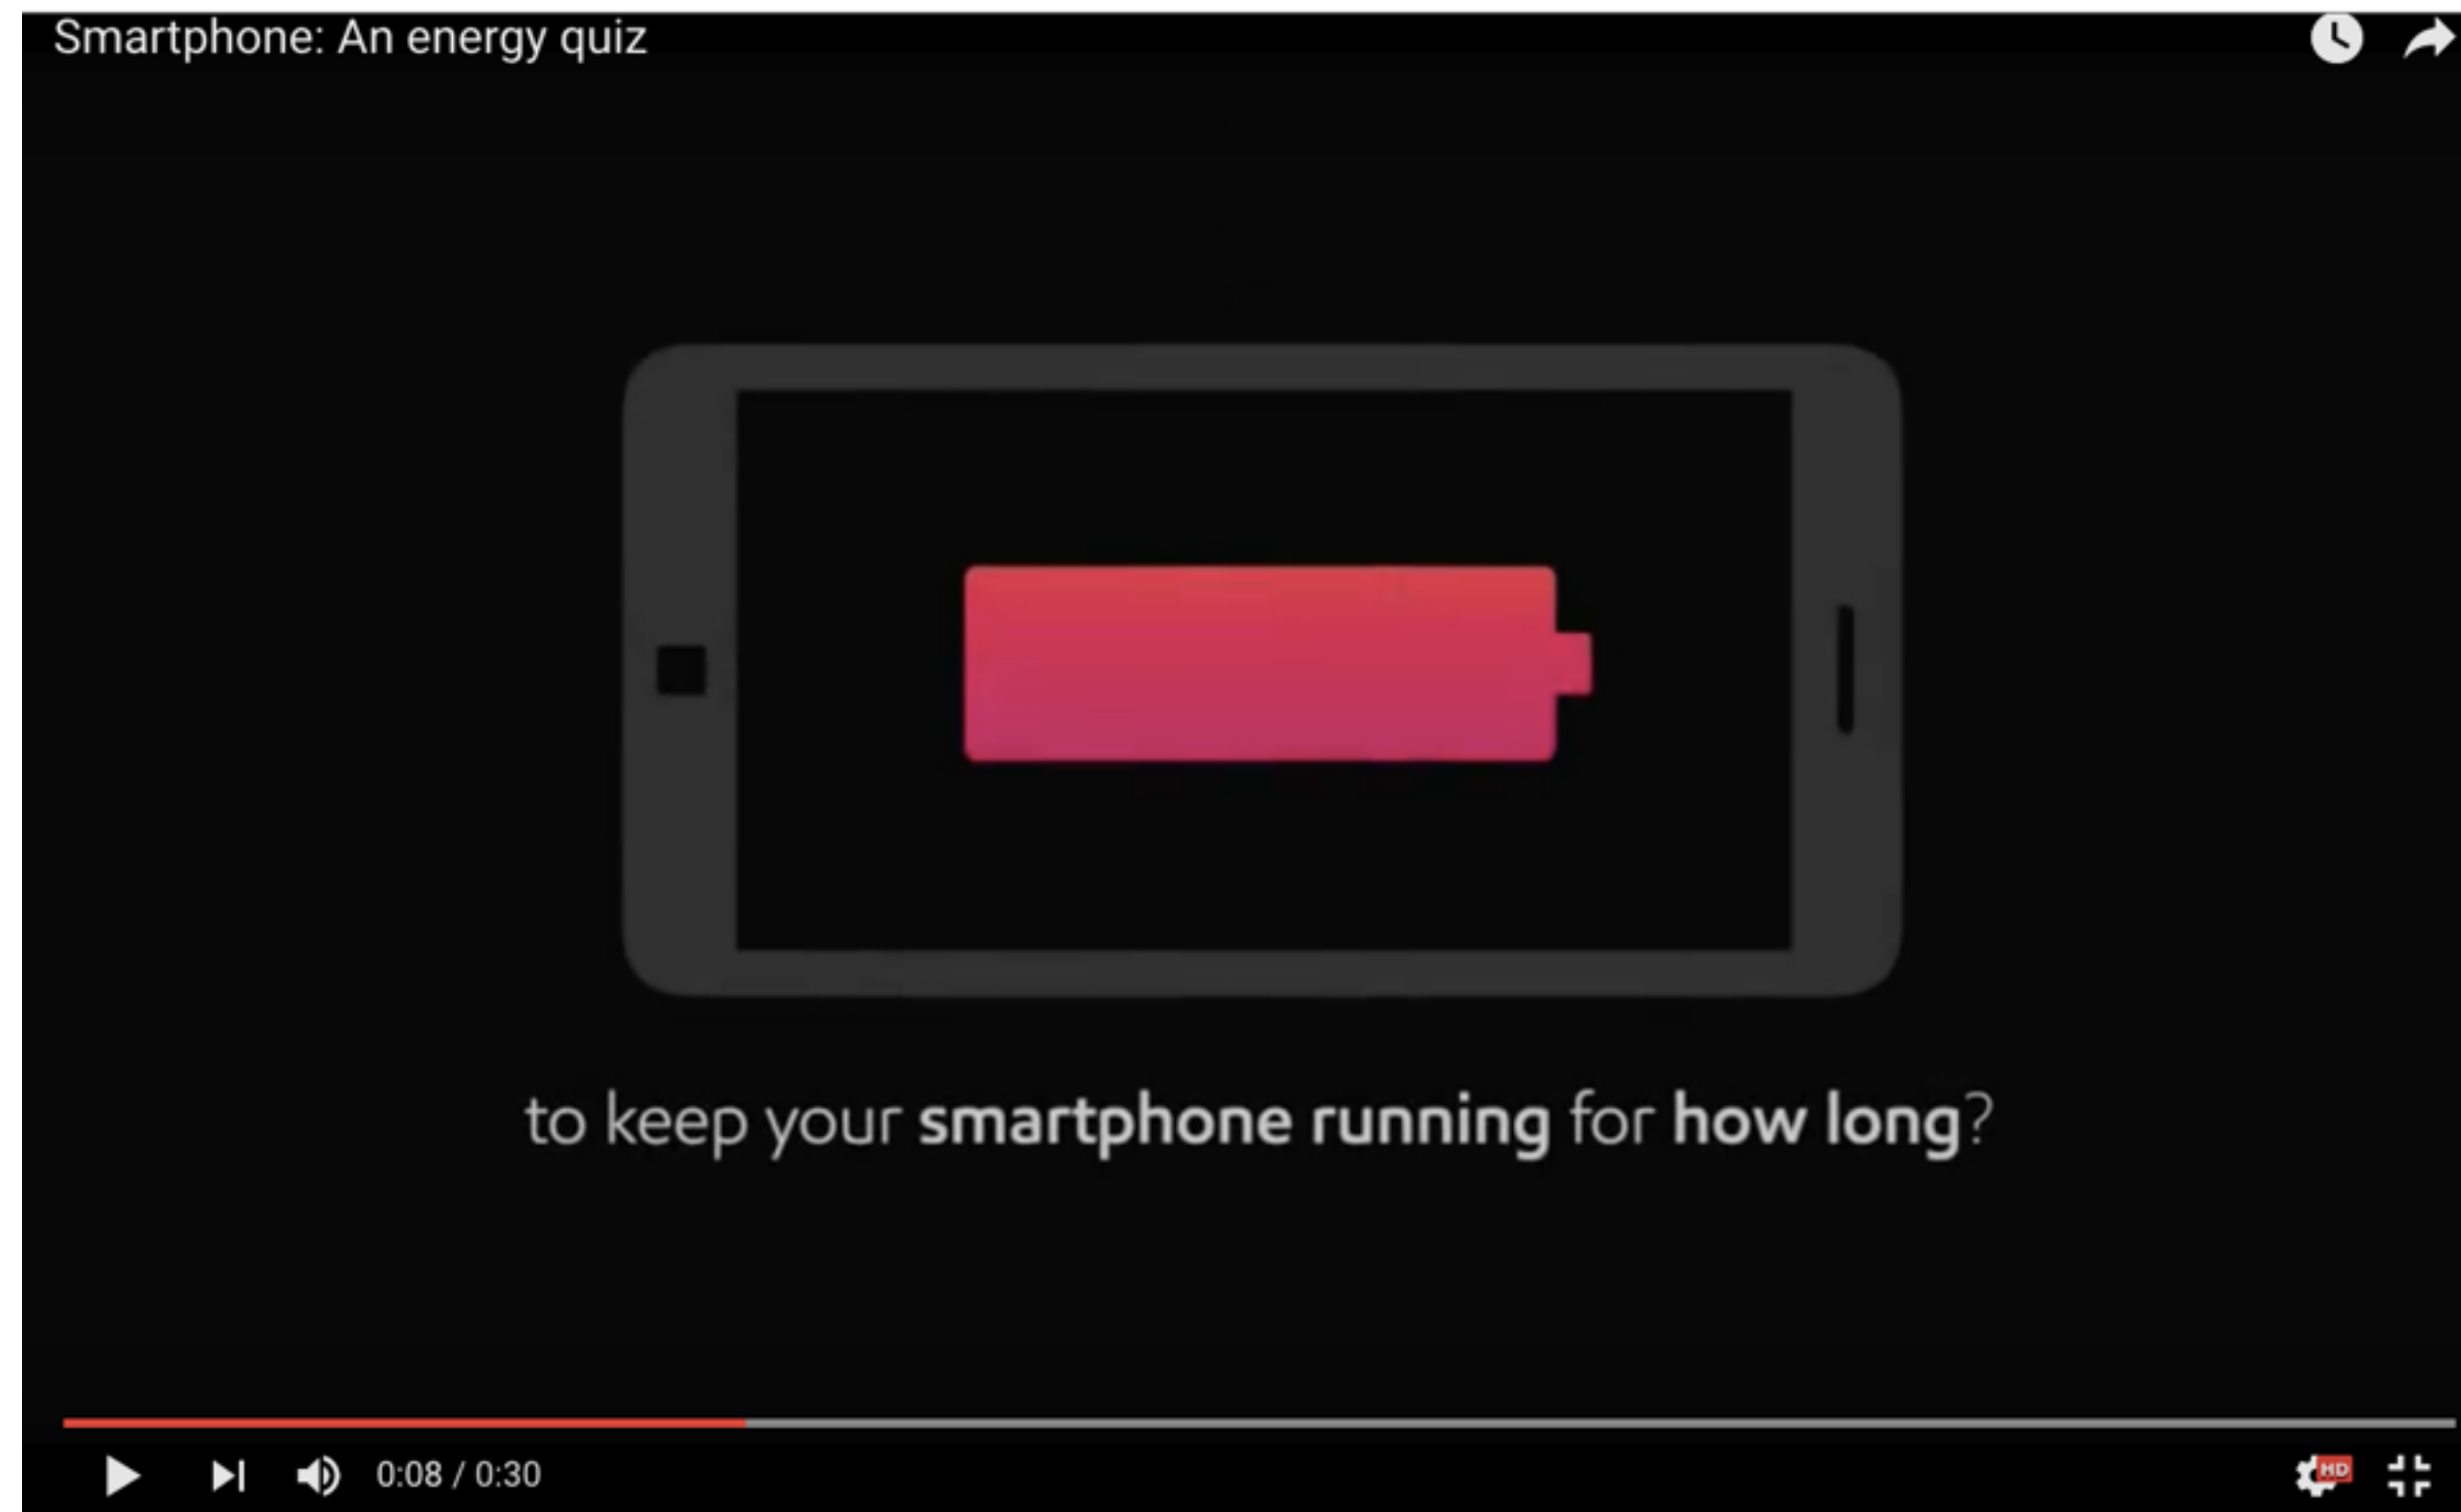 Smartphone: An energy quiz
to keep your smartphone running for how long?
0:08 / 0:30
HD